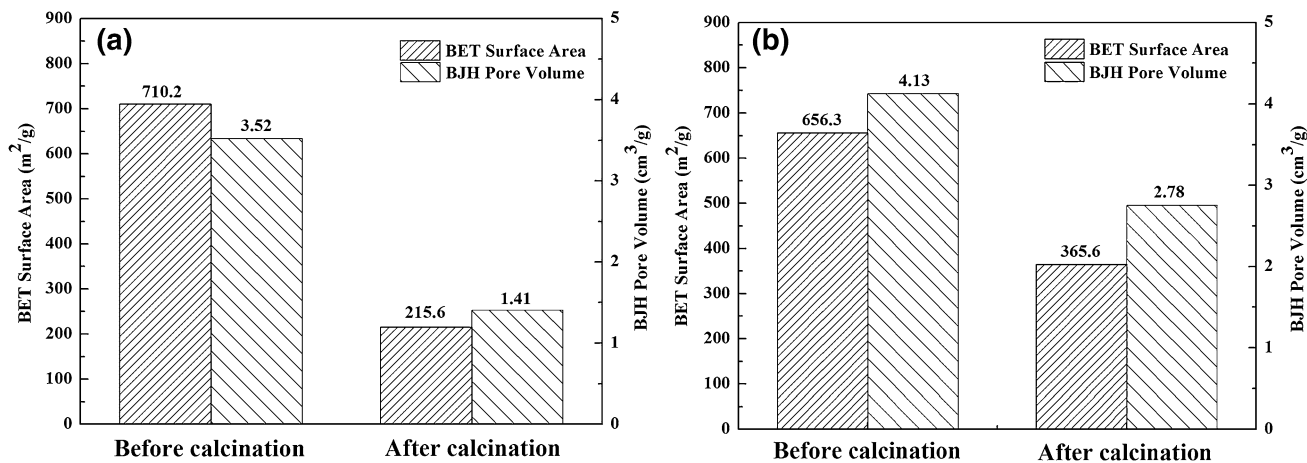 (a)
BET Surface Area
BJH Pore Volume
900
800
700
600
500
400
300
200
100
0
BET Surface Area (m²/g)
710.2
3.52
215.6
1.41
5
4
3
2
1
0
BJH Pore Volume (cm³/g)
Before calcination
After calcination
(b)
BET Surface Area
BJH Pore Volume
900
800
700
600
500
400
300
200
100
0
BET Surface Area (m²/g)
656.3
4.13
365.6
2.78
5
4
3
2
1
0
BJH Pore Volume (cm³/g)
Before calcination
After calcination